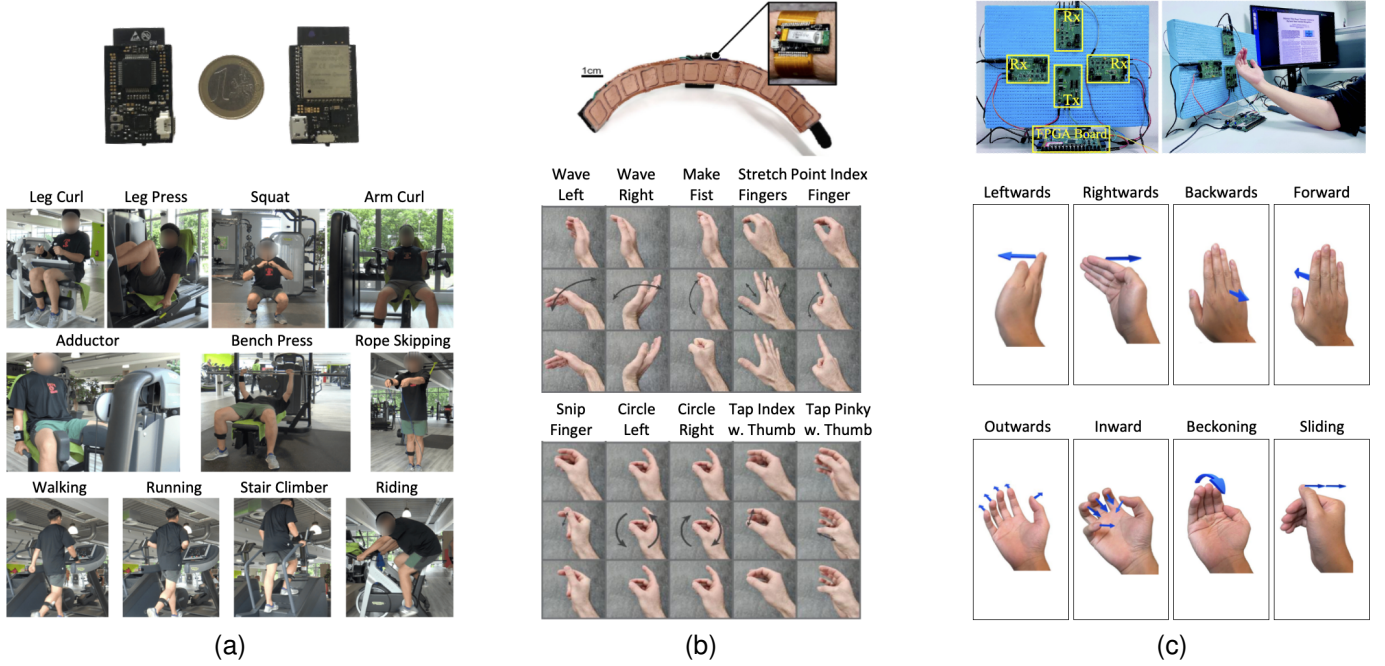 1cm
Rx
Rx
Rx
Tx
FPGA Board
Leg Curl Leg Press Squat Arm Curl
Adductor Bench Press Rope Skipping
Walking Running Stair Climber Riding
(a)
Wave Wave Make Stretch Point Index
Left Right Fist Fingers Finger
Snip Circle Circle Tap Index Tap Pinky
Finger Left Right w. Thumb w. Thumb
(b)
Leftwards Rightwards Backwards Forward
Outwards Inward Beckoning Sliding
(c)